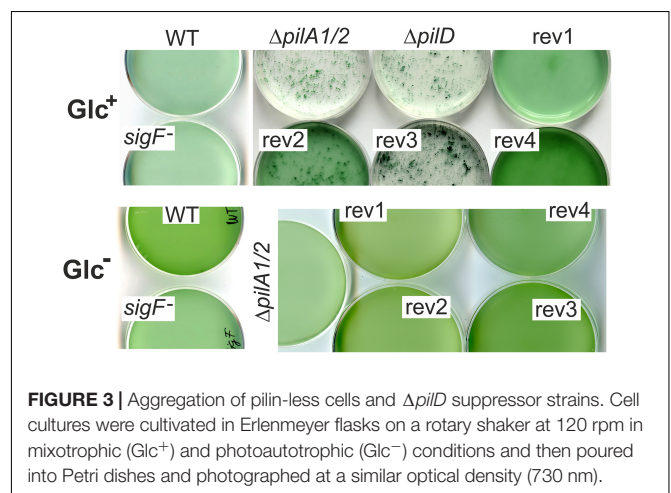 WT
ΔpilA1/2
ΔpilD
rev1
Glc+
sigF-
rev2
rev3
rev4
WT
WT
rev1
rev4
Glc-
ΔpilA1/2
sigF-
rev2
rev3
FIGURE 3 | Aggregation of pilin-less cells and ΔpilD suppressor strains. Cell
cultures were cultivated in Erlenmeyer flasks on a rotary shaker at 120 rpm in
mixotrophic (Glc+) and photoautotrophic (Glc−) conditions and then poured
into Petri dishes and photographed at a similar optical density (730 nm).